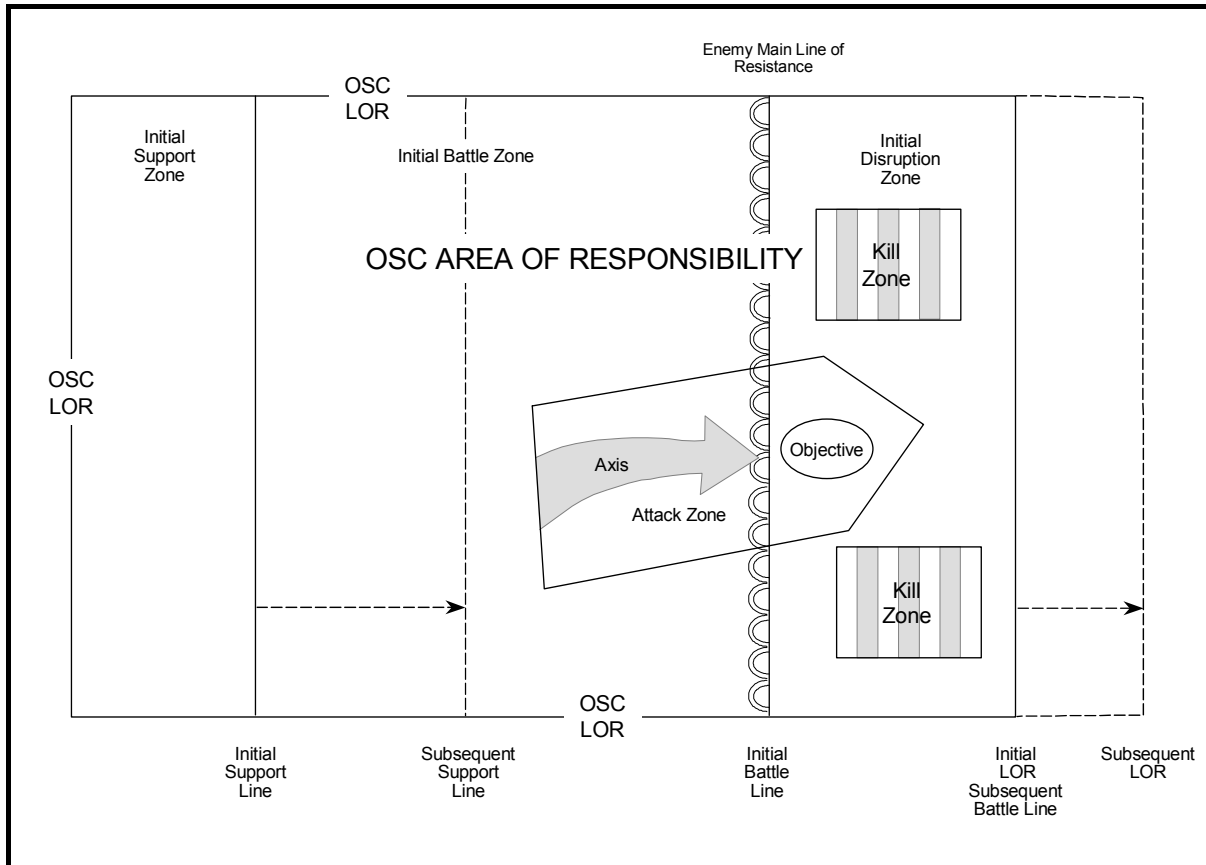 Enemy Main Line of
Resistance
OSC
LOR
Initial
Support
Zone
Initial Battle Zone
Initial
Disruption
Zone
OSC AREA OF RESPONSIBILITY
Kill
Zone
OSC
LOR
Axis
Objective
Attack Zone
Kill
Zone
OSC
LOR
Initial
Support
Line
Subsequent
Support
Line
Initial
Battle
Line
Initial
LOR
Subsequent
Battle Line
Subsequent
LOR